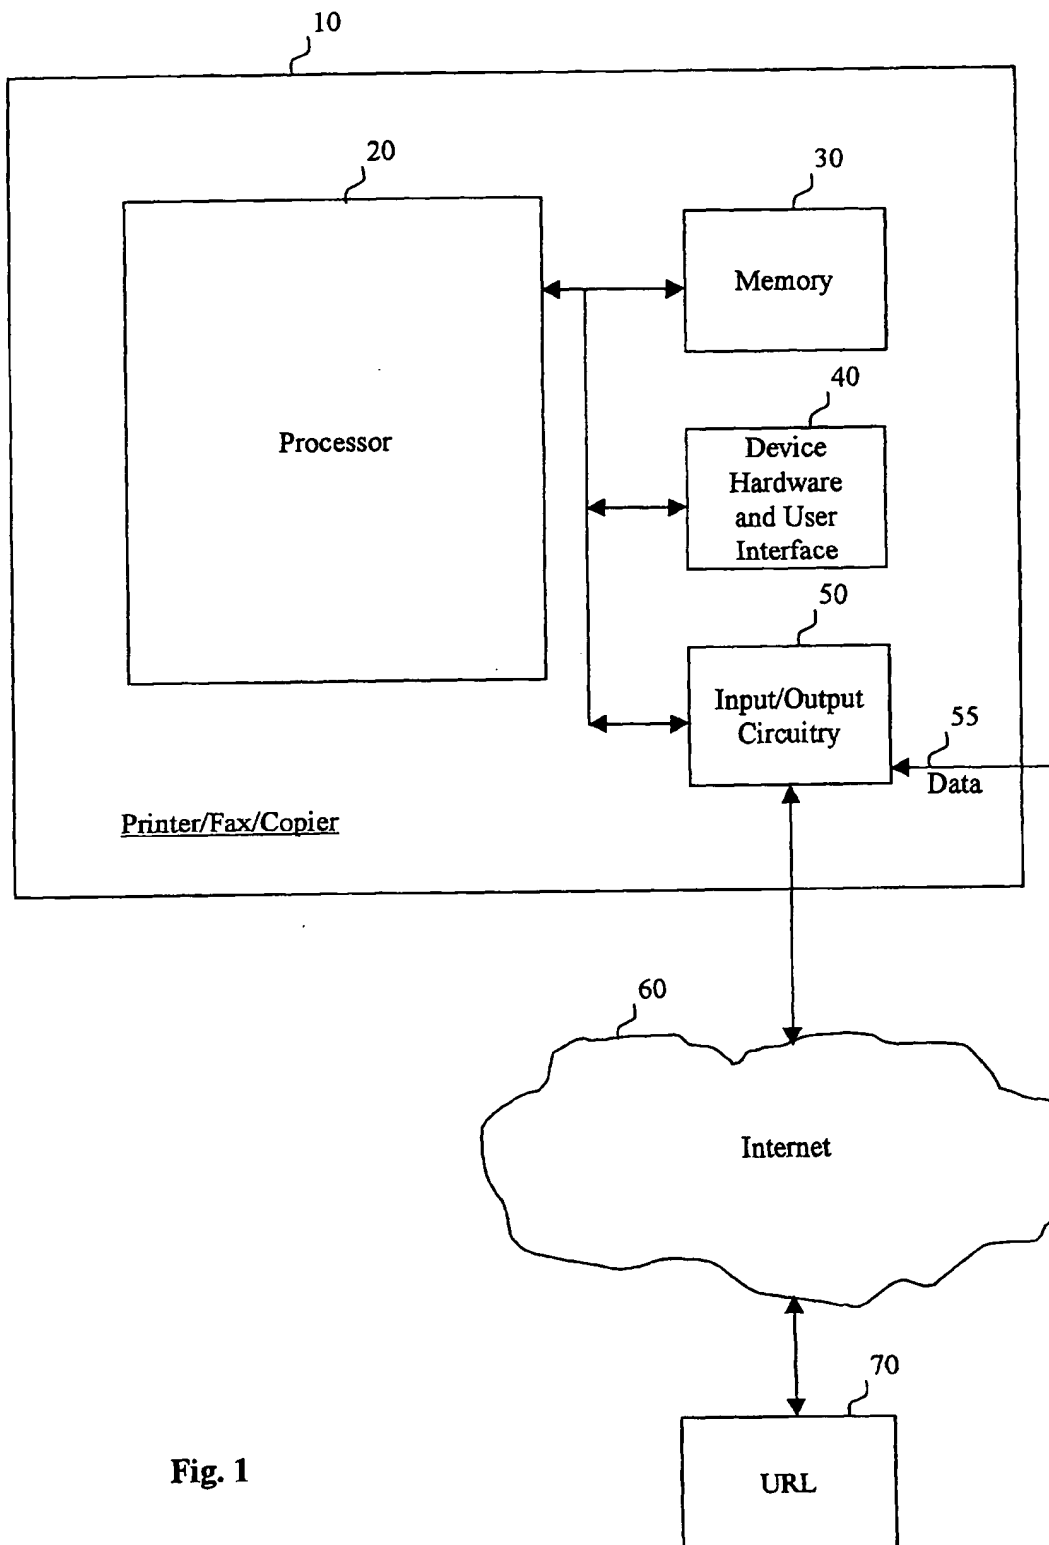 10
20
30
Memory
Processor
40
Device
Hardware
and User
Interface
50
Input/Output
Circuitry
55
Data
Printer/Fax/Copier
60
Internet
70
URL
Fig. 1